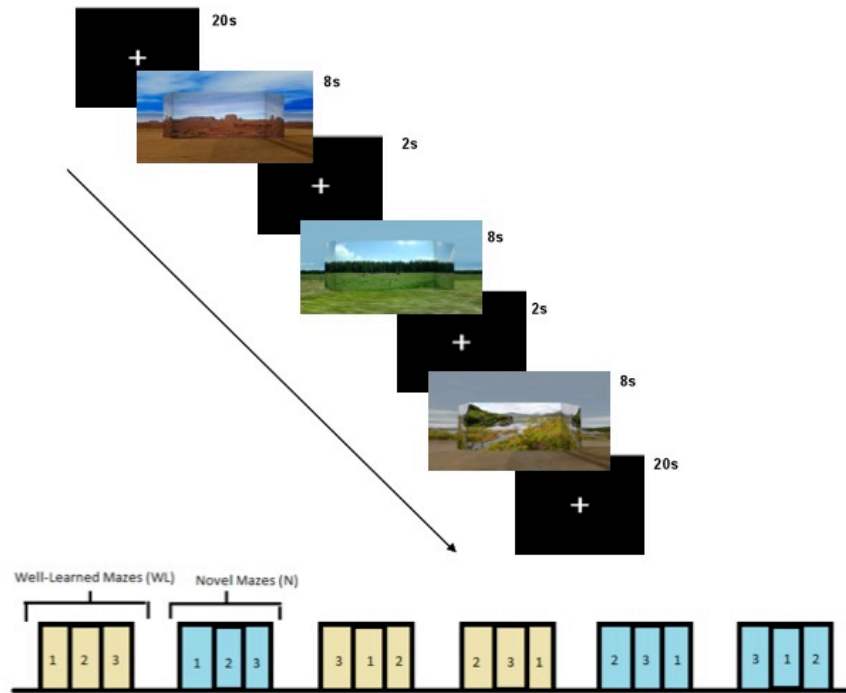 20s
8s
2s
8s
2s
8s
20s
Well-Learned Mazes (WL)
Novel Mazes (N)
1 2 3
1 2 3
3 1 2
2 3 1
2 3 1
3 1 2